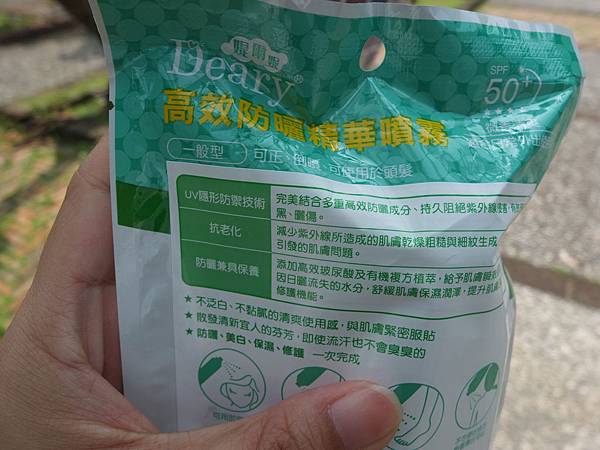 媞爾妮
Deary
SPF
50+
高效防曬精華噴霧
一般型
可正、倒噴
可使用於頭髮
UV隱形防禦技術
完美結合多重高效防曬成分、持久阻絕紫外線
黑、曬傷。
抗老化
減少紫外線所造成的肌膚乾燥粗糙與細紋生成
引發的肌膚問題。
防曬兼具保養
添加高效玻尿酸及有機複方植萃,給予肌膚瞬
因日曬流失的水分,舒緩肌膚保濕潤澤,提升肌
修護機能。
★ 不泛白、不黏膩的清爽使用感,與肌膚緊密服貼
★ 散發清新宜人的芬芳,即使流汗也不會臭臭的
★ 防曬、美白、保濕、修護 一次完成